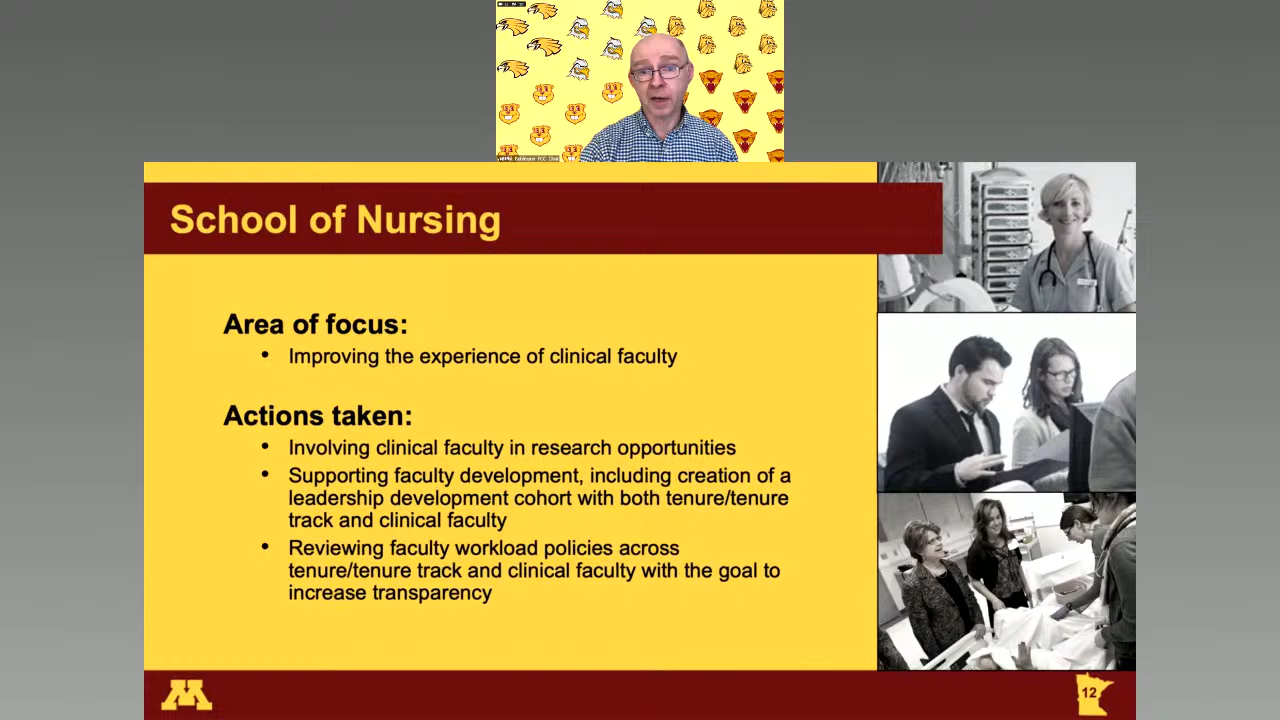 FCC Chair
School of Nursing
Area of focus:
• Improving the experience of clinical faculty
Actions taken:
• Involving clinical faculty in research opportunities
• Supporting faculty development, including creation of a
leadership development cohort with both tenure/tenure
track and clinical faculty
• Reviewing faculty workload policies across
tenure/tenure track and clinical faculty with the goal to
increase transparency
M
12